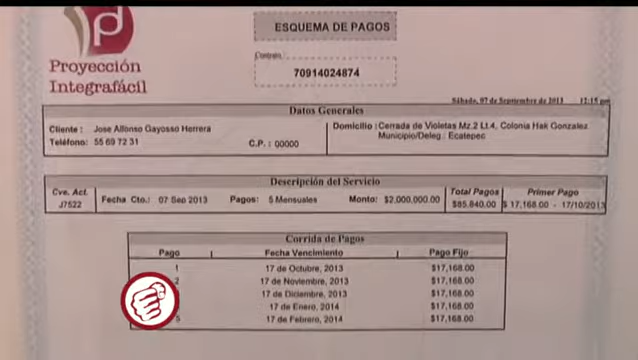 Proyección
Integrafácil
ESQUEMA DE PAGOS
Contrato:
70914024874
Sábado, 07 de Septiembre de 2013 12:15 pm
Datos Generales
Cliente : Jose Alfonso Gayosso Herrera
Teléfono: 55 69 72 31
C.P. : 00000
Domicilio : Cerrada de Violetas Mz.2 Lt.4, Colonia Hak Gonzalez
Municipio/Deleg.: Ecatepec
Descripción del Servicio
Cve. Act. Fecha Cto.: 07 Sep 2013 Pagos: 5 Mensuales Monto: $2,000,000.00 Total Pagos Primer Pago
J7522 $85,840.00 $ 17,168.00 - 17/10/2013
Corrida de Pagos
Pago Fecha Vencimiento Pago Fijo
1 17 de Octubre, 2013 $17,168.00
2 17 de Noviembre, 2013 $17,168.00
17 de Diciembre, 2013 $17,168.00
17 de Enero, 2014 $17,168.00
5 17 de Febrero, 2014 $17,168.00